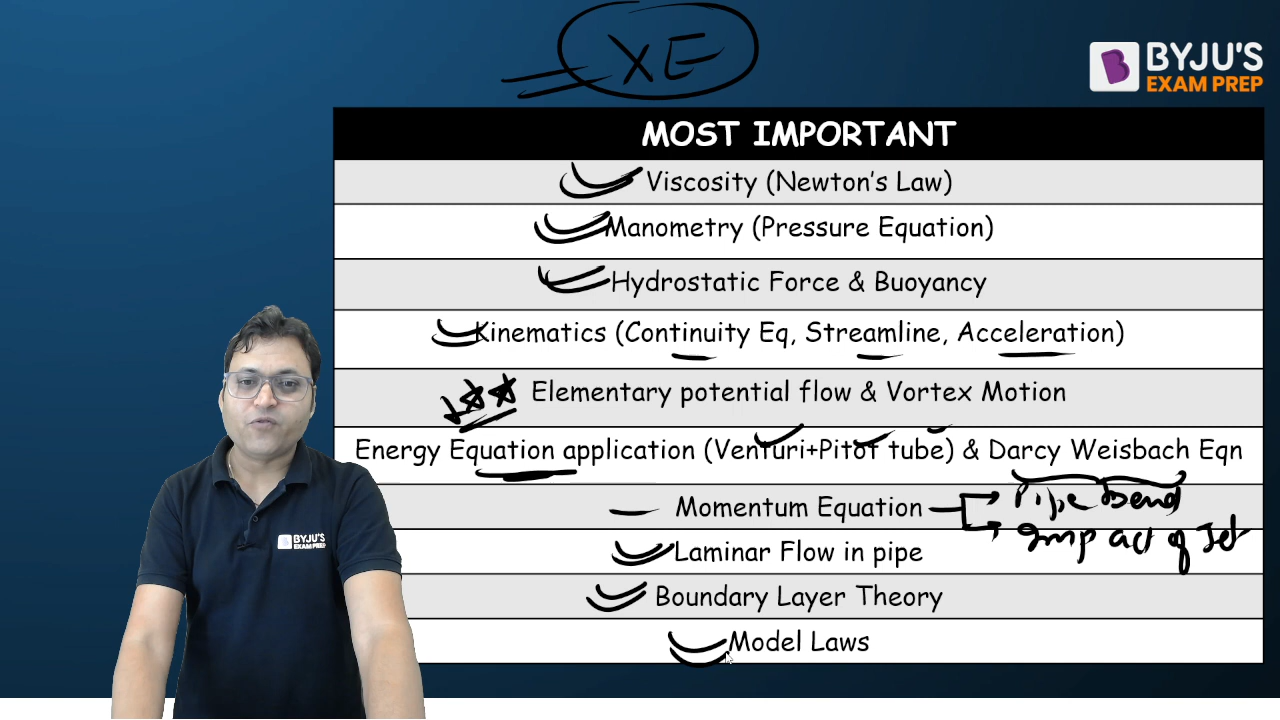 XE
BYJU'S
EXAM PREP
MOST IMPORTANT
Viscosity (Newton's Law)
Manometry (Pressure Equation)
Hydrostatic Force & Buoyancy
Kinematics (Continuity Eq, Streamline, Acceleration)
Elementary potential flow & Vortex Motion
Energy Equation application (Venturi+Pitot tube) & Darcy Weisbach Eqn
Momentum Equation
Pipe Bend
Impact of Jet
Laminar Flow in pipe
Boundary Layer Theory
Model Laws
BYJU'S
EXAM PREP